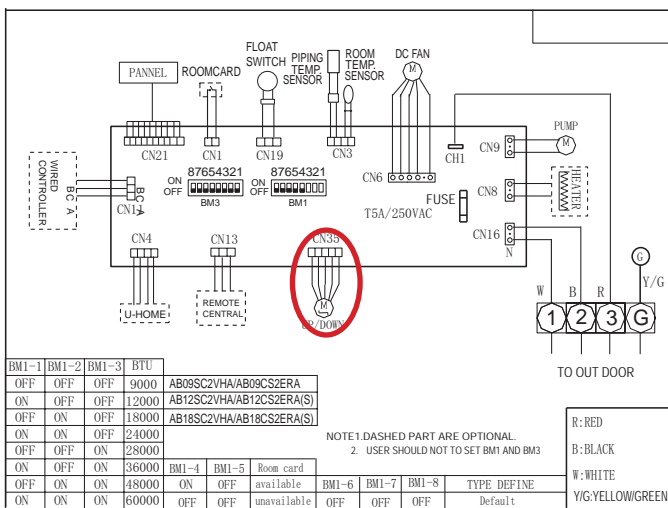 FLOAT
SWITCH
PIPING
TEMP.
SENSOR
ROOM
TEMP.
SENSOR
DC FAN
M
PANNEL
ROOMCARD
PUMP
M
CN21
CN1
CN19
CN3
CH1
CN9
WIRED
CONTROLLER
B C A
B C A
CN11
ON
OFF
87654321
BM3
ON
OFF
87654321
BM1
CN6
FUSE
T5A/250VAC
CN8
HEATER
CN16
N
CN4
CN13
CN35
U-HOME
REMOTE
CENTRAL
M
UP/DOWN
G
Y/G
W B R
1 2 3 G
TO OUT DOOR
BM1-1 BM1-2 BM1-3 BTU
OFF OFF OFF 9000 AB09SC2VHA/AB09CS2ERA
ON OFF OFF 12000 AB12SC2VHA/AB12CS2ERA(S)
OFF ON OFF 18000 AB18SC2VHA/AB18CS2ERA(S)
ON ON OFF 24000
OFF OFF ON 28000
ON OFF ON 36000 BM1-4 BM1-5 Room card
OFF ON ON 48000 ON OFF available BM1-6 BM1-7 BM1-8 TYPE DEFINE
ON ON ON 60000 OFF OFF unavailable OFF OFF OFF Default
NOTE1.DASHED PART ARE OPTIONAL.
2. USER SHOULD NOT TO SET BM1 AND BM3
R:RED
B:BLACK
W:WHITE
Y/G:YELLOW/GREEN